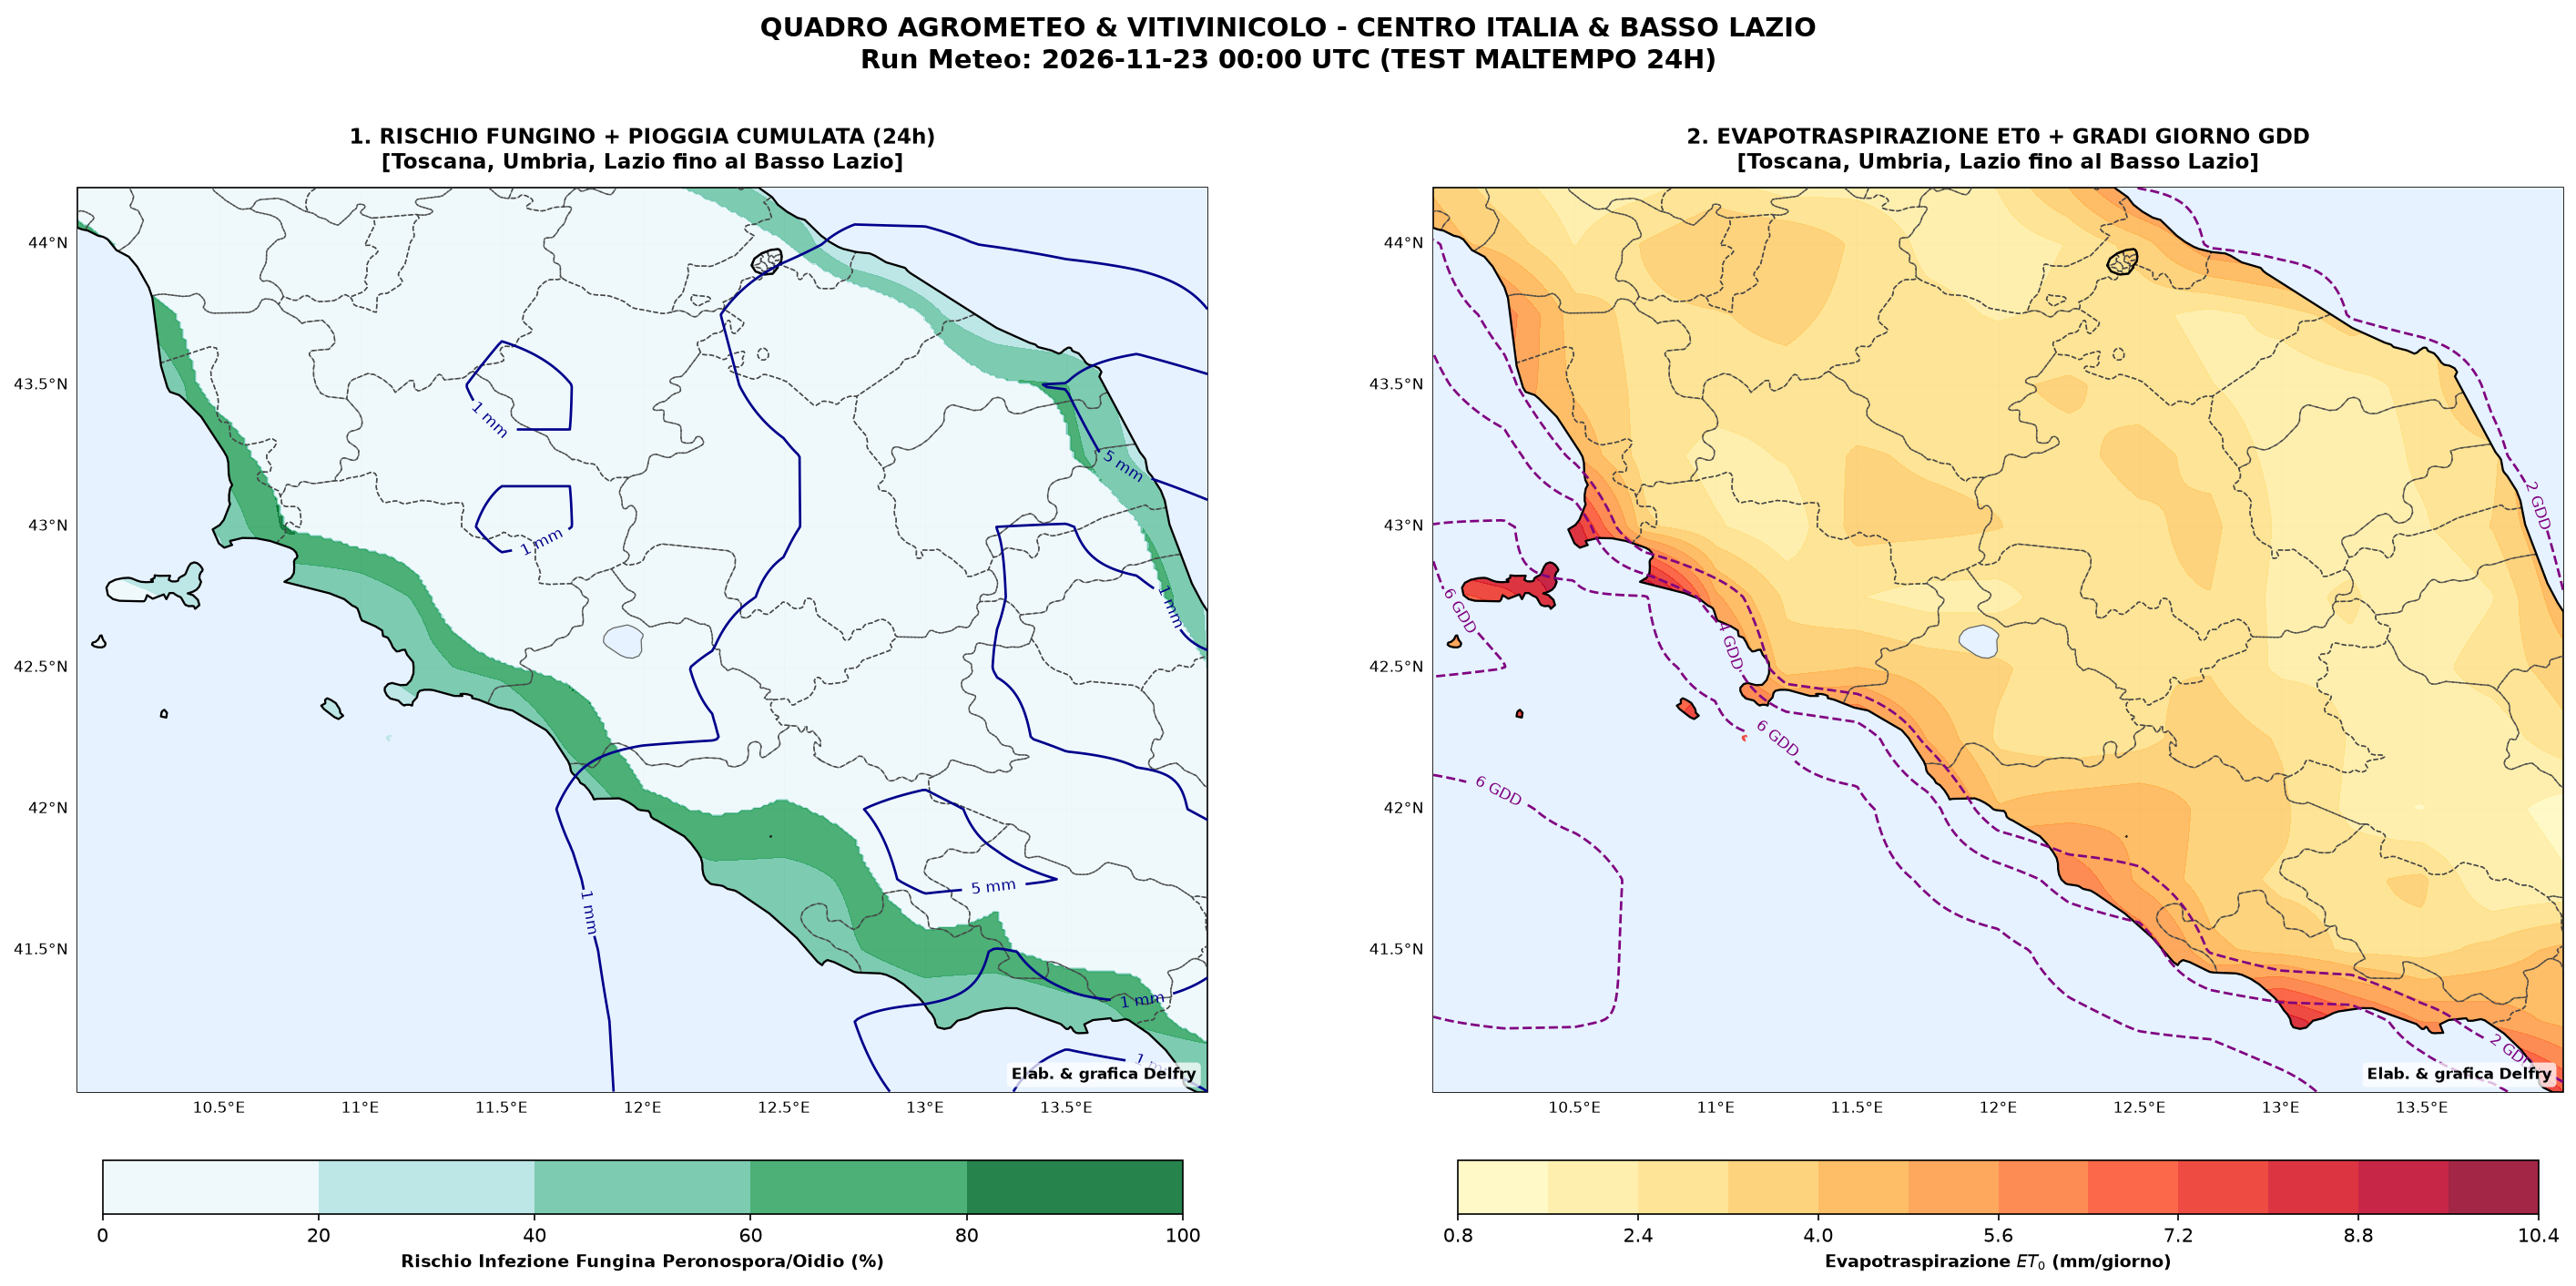 QUADRO AGROMETEO & VITIVINICOLO - CENTRO ITALIA & BASSO LAZIO
Run Meteo: 2026-11-23 00:00 UTC (TEST MALTEMPO 24H)
1. RISCHIO FUNGINO + PIOGGIA CUMULATA (24h)
[Toscana, Umbria, Lazio fino al Basso Lazio]
44°N
43.5°N
43°N
42.5°N
42°N
41.5°N
1 mm
1 mm
5 mm
1 mm
5 mm
1 mm
1 mm
Elab. & grafica Delfry
10.5°E
11°E
11.5°E
12°E
12.5°E
13°E
13.5°E
0
20
40
60
80
100
Rischio Infezione Fungina Peronospora/Oidio (%)
2. EVAPOTRASPIRAZIONE ET0 + GRADI GIORNO GDD
[Toscana, Umbria, Lazio fino al Basso Lazio]
44°N
43.5°N
43°N
42.5°N
42°N
41.5°N
2 GDD
6 GDD
4 GDD
6 GDD
6 GDD
2 GD
Elab. & grafica Delfry
10.5°E
11°E
11.5°E
12°E
12.5°E
13°E
13.5°E
0.8
2.4
4.0
5.6
7.2
8.8
10.4
Evapotraspirazione ET₀ (mm/giorno)